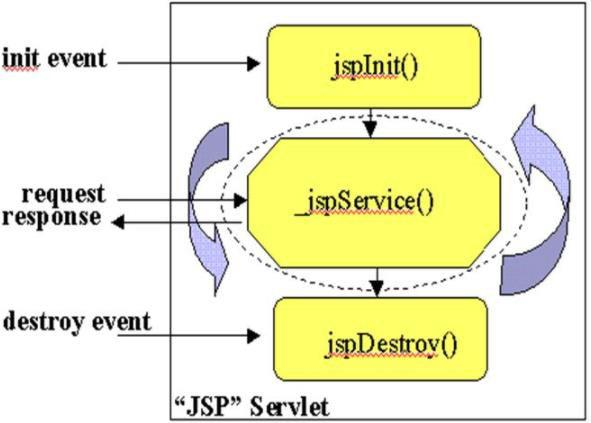 init event
jspInit()
request
response
_jspService()
destroy event
jspDestroy()
“JSP” Servlet